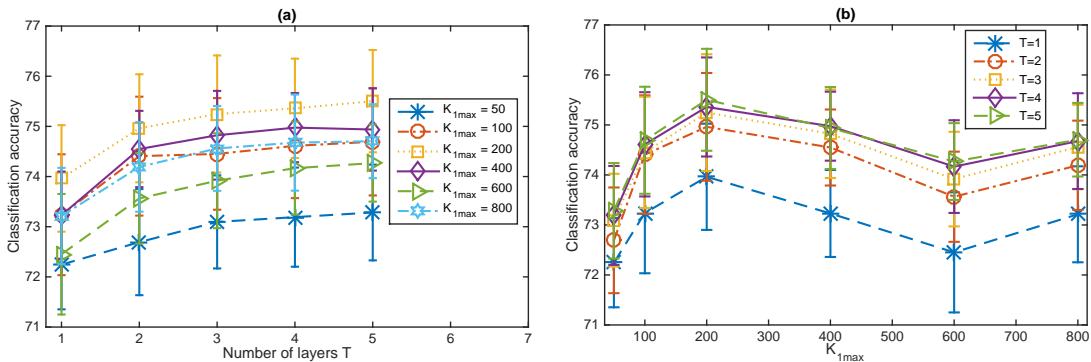 (a)
Classification accuracy
77
76
75
74
73
72
71
1 2 3 4 5 6 7
Number of layers T
K1max = 50
K1max = 100
K1max = 200
K1max = 400
K1max = 600
K1max = 800
(b)
Classification accuracy
77
76
75
74
73
72
71
100 200 300 400 500 600 700 800
K1max
T=1
T=2
T=3
T=4
T=5